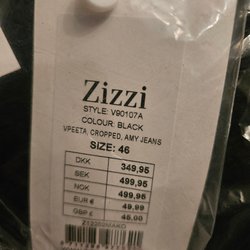 Zizzi
STYLE: V90107A
COLOUR: BLACK
VPEETA, CROPPED, AMY JEANS
SIZE: 46
DKK 349,95
SEK 499,95
NOK 499,95
EUR € 49,99
GBP £ 45.00